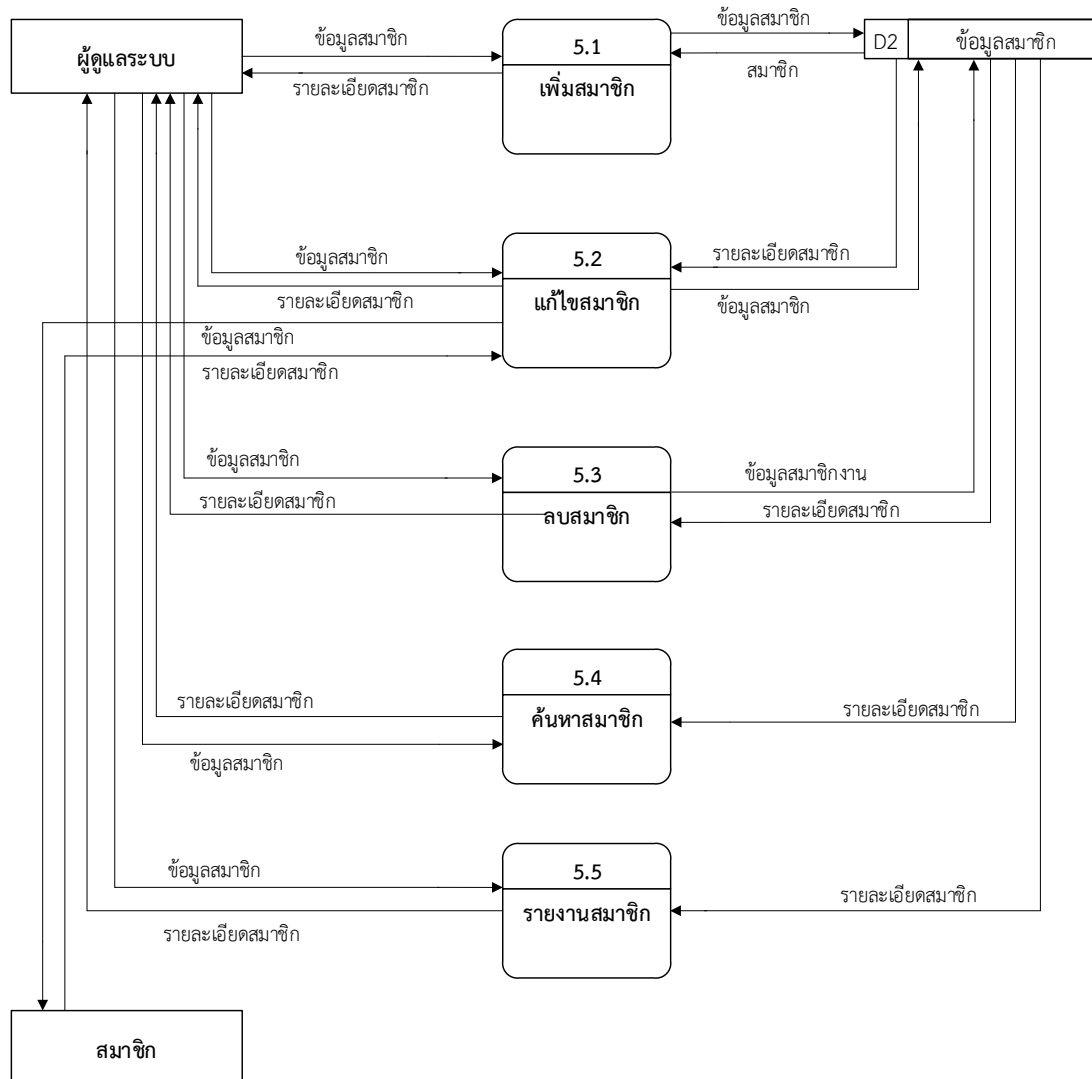 ผู้ดูแลระบบ
ข้อมูลสมาชิก
รายละเอียดสมาชิก
5.1
เพิ่มสมาชิก
ข้อมูลสมาชิก
สมาชิก
D2
ข้อมูลสมาชิก
ข้อมูลสมาชิก
รายละเอียดสมาชิก
ข้อมูลสมาชิก
รายละเอียดสมาชิก
5.2
แก้ไขสมาชิก
รายละเอียดสมาชิก
ข้อมูลสมาชิก
ข้อมูลสมาชิก
รายละเอียดสมาชิก
5.3
ลบสมาชิก
ข้อมูลสมาชิกงาน
รายละเอียดสมาชิก
รายละเอียดสมาชิก
ข้อมูลสมาชิก
5.4
ค้นหาสมาชิก
รายละเอียดสมาชิก
ข้อมูลสมาชิก
รายละเอียดสมาชิก
5.5
รายงานสมาชิก
รายละเอียดสมาชิก
สมาชิก